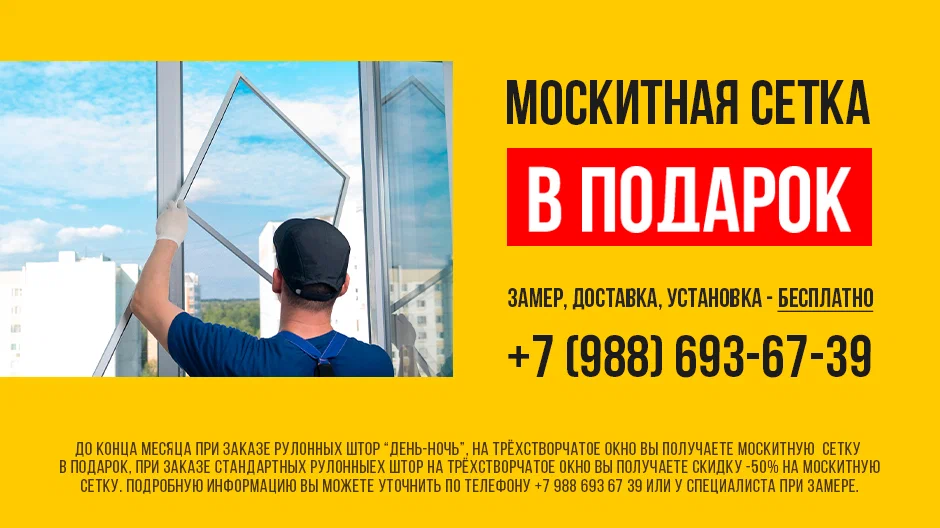 МОСКИТНАЯ СЕТКА
В ПОДАРОК
ЗАМЕР, ДОСТАВКА, УСТАНОВКА - БЕСПЛАТНО
+7 (988) 693-67-39
ДО КОНЦА МЕСЯЦА ПРИ ЗАКАЗЕ РУЛОННЫХ ШТОР “ДЕНЬ-НОЧЬ”, НА ТРЁХСТВОРЧАТОЕ ОКНО ВЫ ПОЛУЧАЕТЕ МОСКИТНУЮ СЕТКУ
В ПОДАРОК, ПРИ ЗАКАЗЕ СТАНДАРТНЫХ РУЛОННЫЕХ ШТОР НА ТРЁХСТВОРЧАТОЕ ОКНО ВЫ ПОЛУЧАЕТЕ СКИДКУ -50% НА МОСКИТНУЮ
СЕТКУ. ПОДРОБНУЮ ИНФОРМАЦИЮ ВЫ МОЖЕТЕ УТОЧНИТЬ ПО ТЕЛЕФОНУ +7 988 693 67 39 ИЛИ У СПЕЦИАЛИСТА ПРИ ЗАМЕРЕ.